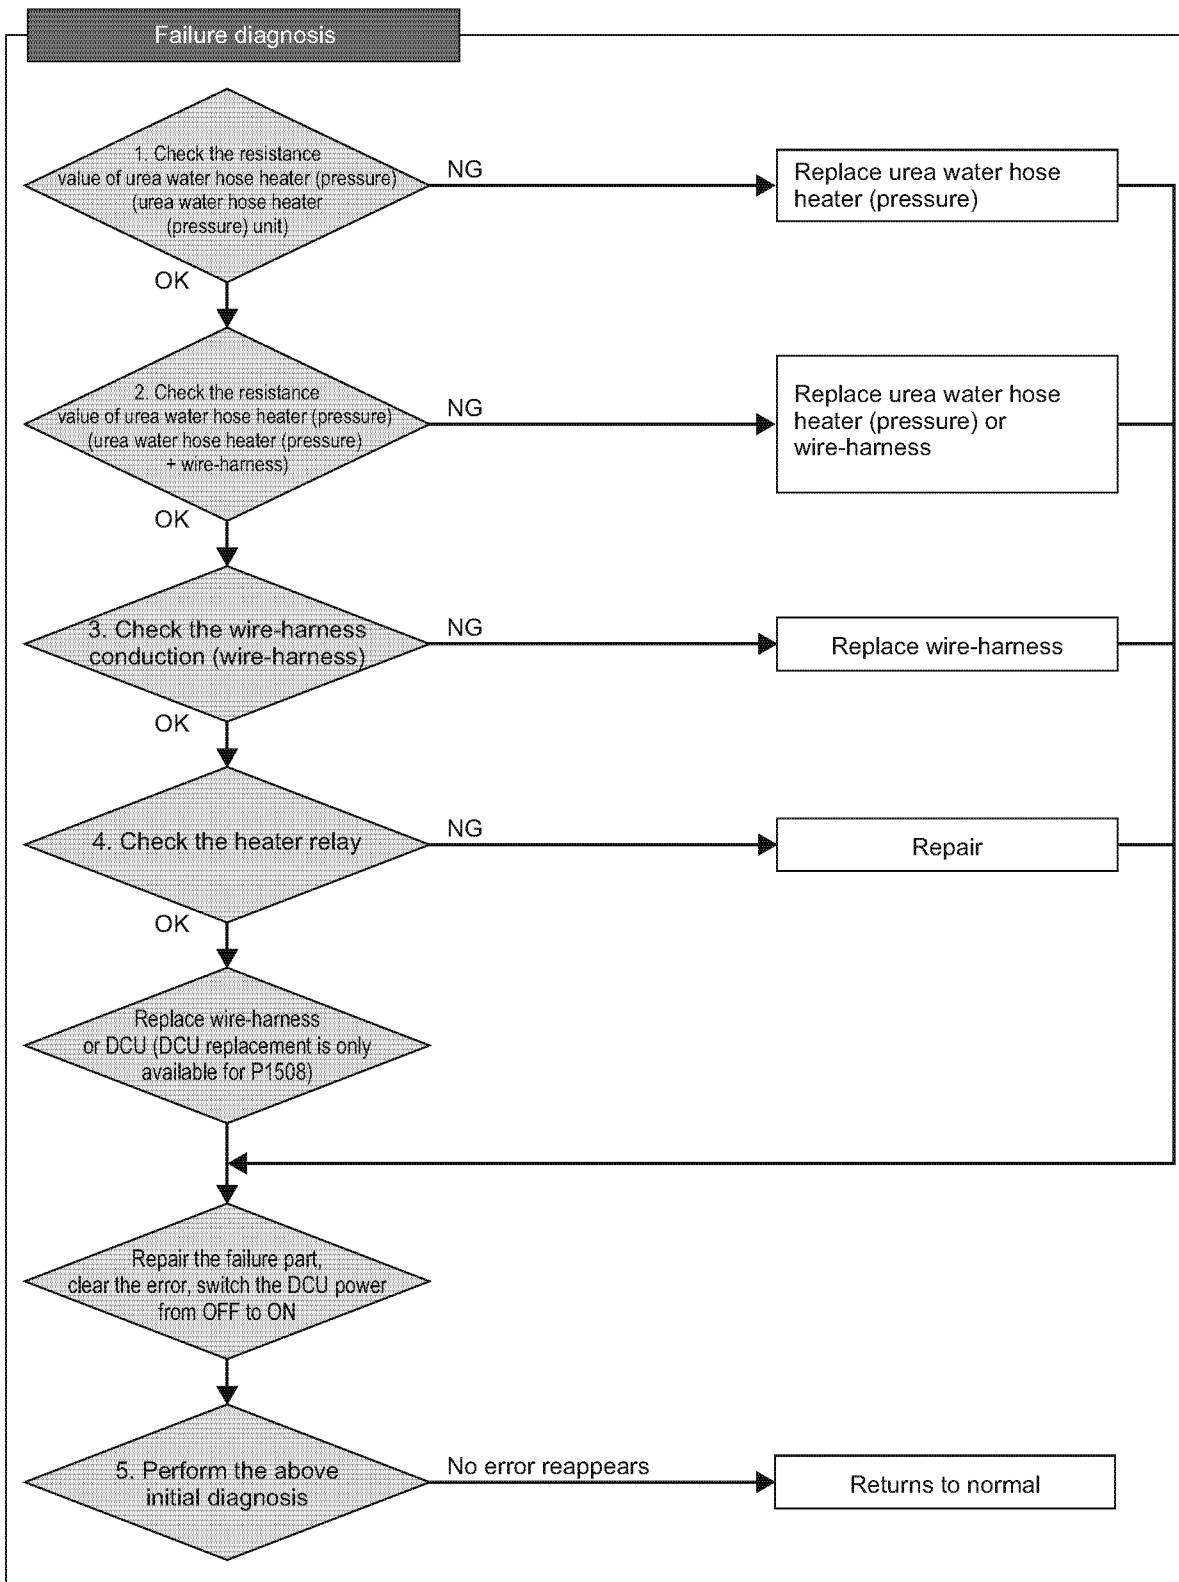 Failure diagnosis
1. Check the resistance
value of urea water hose heater (pressure)
(urea water hose heater
(pressure) unit)
NG
Replace urea water hose
heater (pressure)
OK
2. Check the resistance
value of urea water hose heater (pressure)
(urea water hose heater (pressure)
+ wire-harness)
NG
Replace urea water hose
heater (pressure) or
wire-harness
OK
3. Check the wire-harness
conduction (wire-harness)
NG
Replace wire-harness
OK
4. Check the heater relay
NG
Repair
OK
Replace wire-harness
or DCU (DCU replacement is only
available for P1508)
Repair the failure part,
clear the error, switch the DCU power
from OFF to ON
5. Perform the above
initial diagnosis
No error reappears
Returns to normal